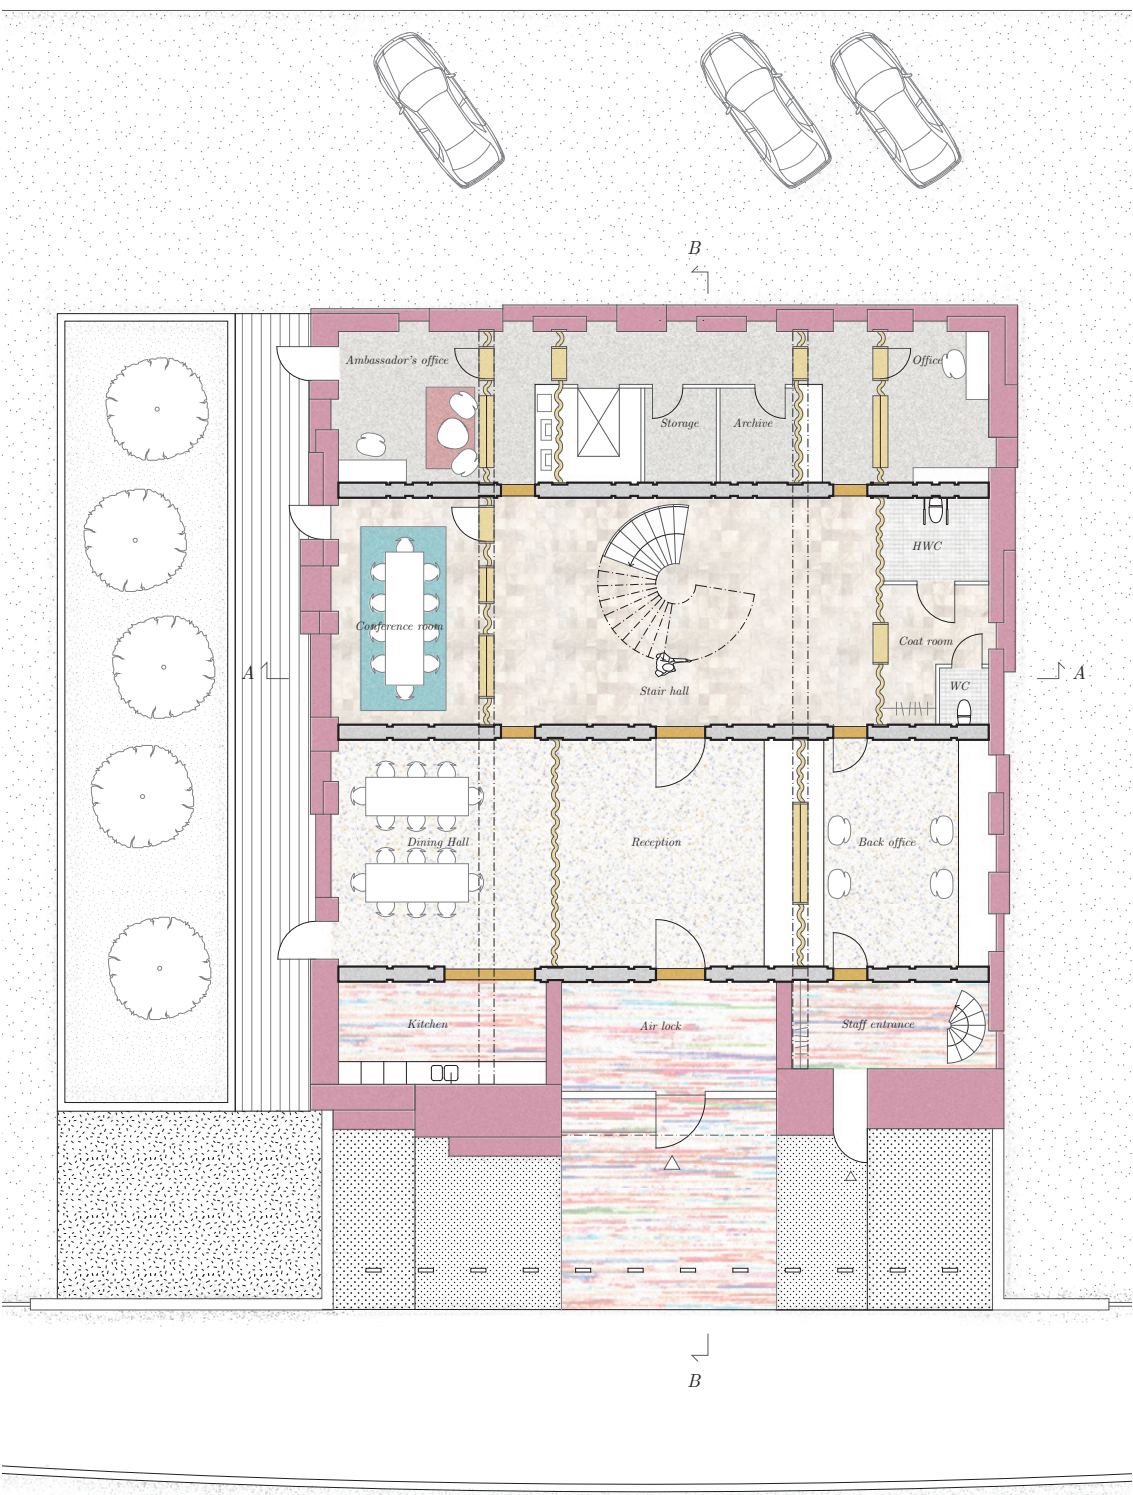 B
Ambassador's office
Office
Storage
Archive
HWC
Conference room
Coat room
A
A
WC
Stair hall
Dining Hall
Reception
Back office
Kitchen
Air lock
Staff entrance
B